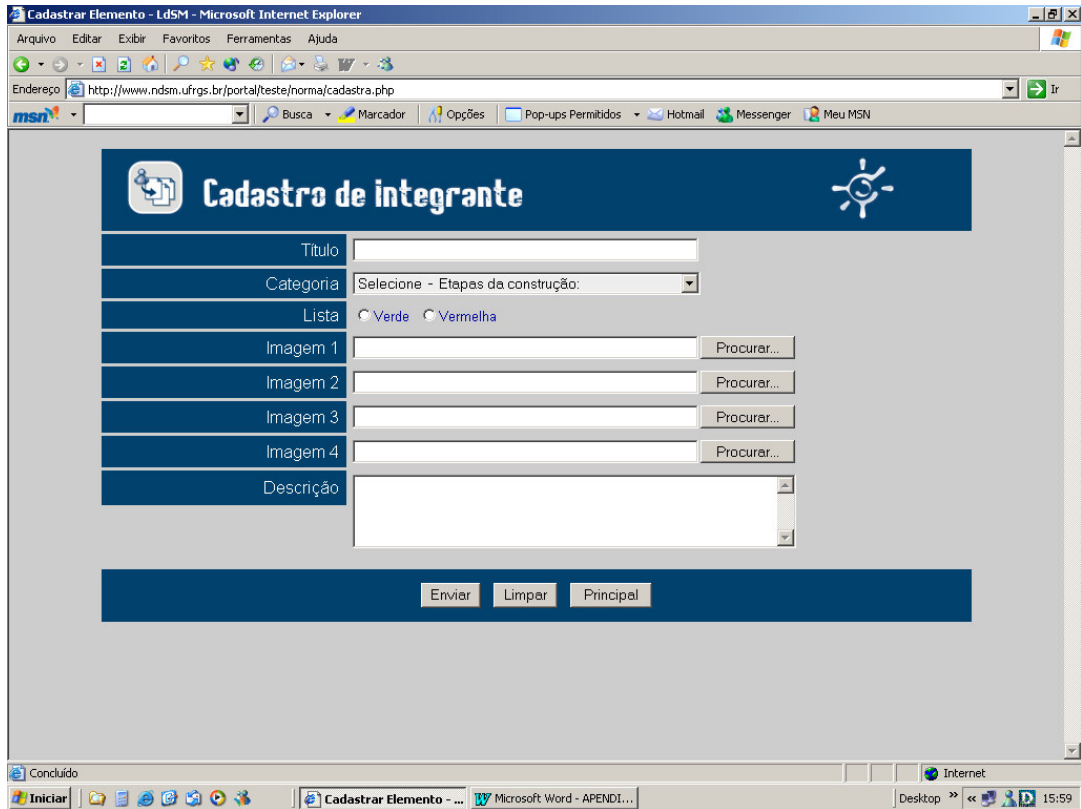 Cadastrar Elemento - LdSM - Microsoft Internet Explorer
Arquivo Editar Exibir Favoritos Ferramentas Ajuda
Endereço http://www.ndsm.ufrgs.br/portal/teste/norma/cadastra.php Ir
msn Busca Marcador Opções Pop-ups Permitidos Hotmail Messenger Meu MSN
Cadastro de integrante
Título
Categoria Selecione - Etapas da construção:
Lista Verde Vermelha
Imagem 1 Procurar...
Imagem 2 Procurar...
Imagem 3 Procurar...
Imagem 4 Procurar...
Descrição
Enviar Limpar Principal
Concluído Internet
Iniciar Cadastrar Elemento - ... Microsoft Word - APENDI... Desktop » « 15:59